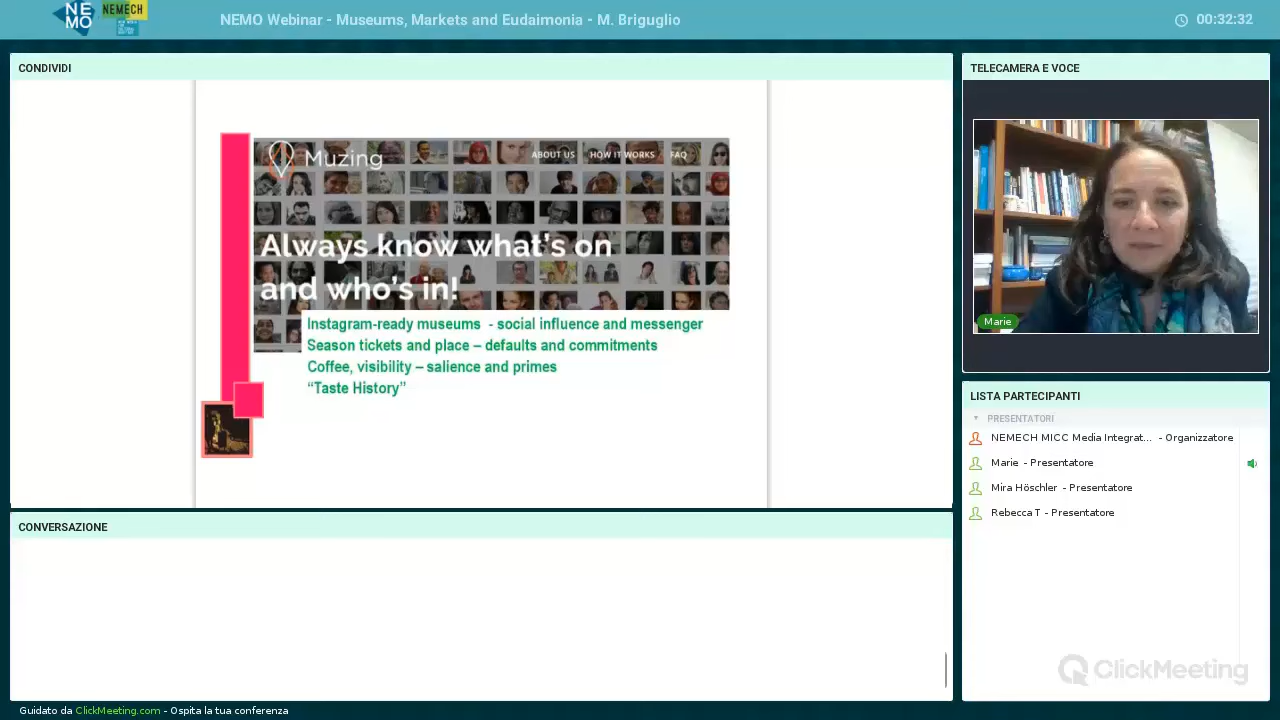 NE
MO
NEMECH
NEMO Webinar - Museums, Markets and Eudaimonia - M. Briguglio
00:32:32
CONDIVIDI
TELECAMERA E VOCE
Muzing
ABOUT US HOW IT WORKS FAQ
Always know what's on
and who's in!
Instagram-ready museums - social influence and messenger
Season tickets and place – defaults and commitments
Coffee, visibility – salience and primes
“Taste History”
Marie
LISTA PARTECIPANTI
PRESENTATORI
NEMECH MICC Media Integrat... - Organizzatore
Marie - Presentatore
Mira Höschler - Presentatore
Rebecca T - Presentatore
CONVERSAZIONE
ClickMeeting
Guidato da ClickMeeting.com - Ospita la tua conferenza